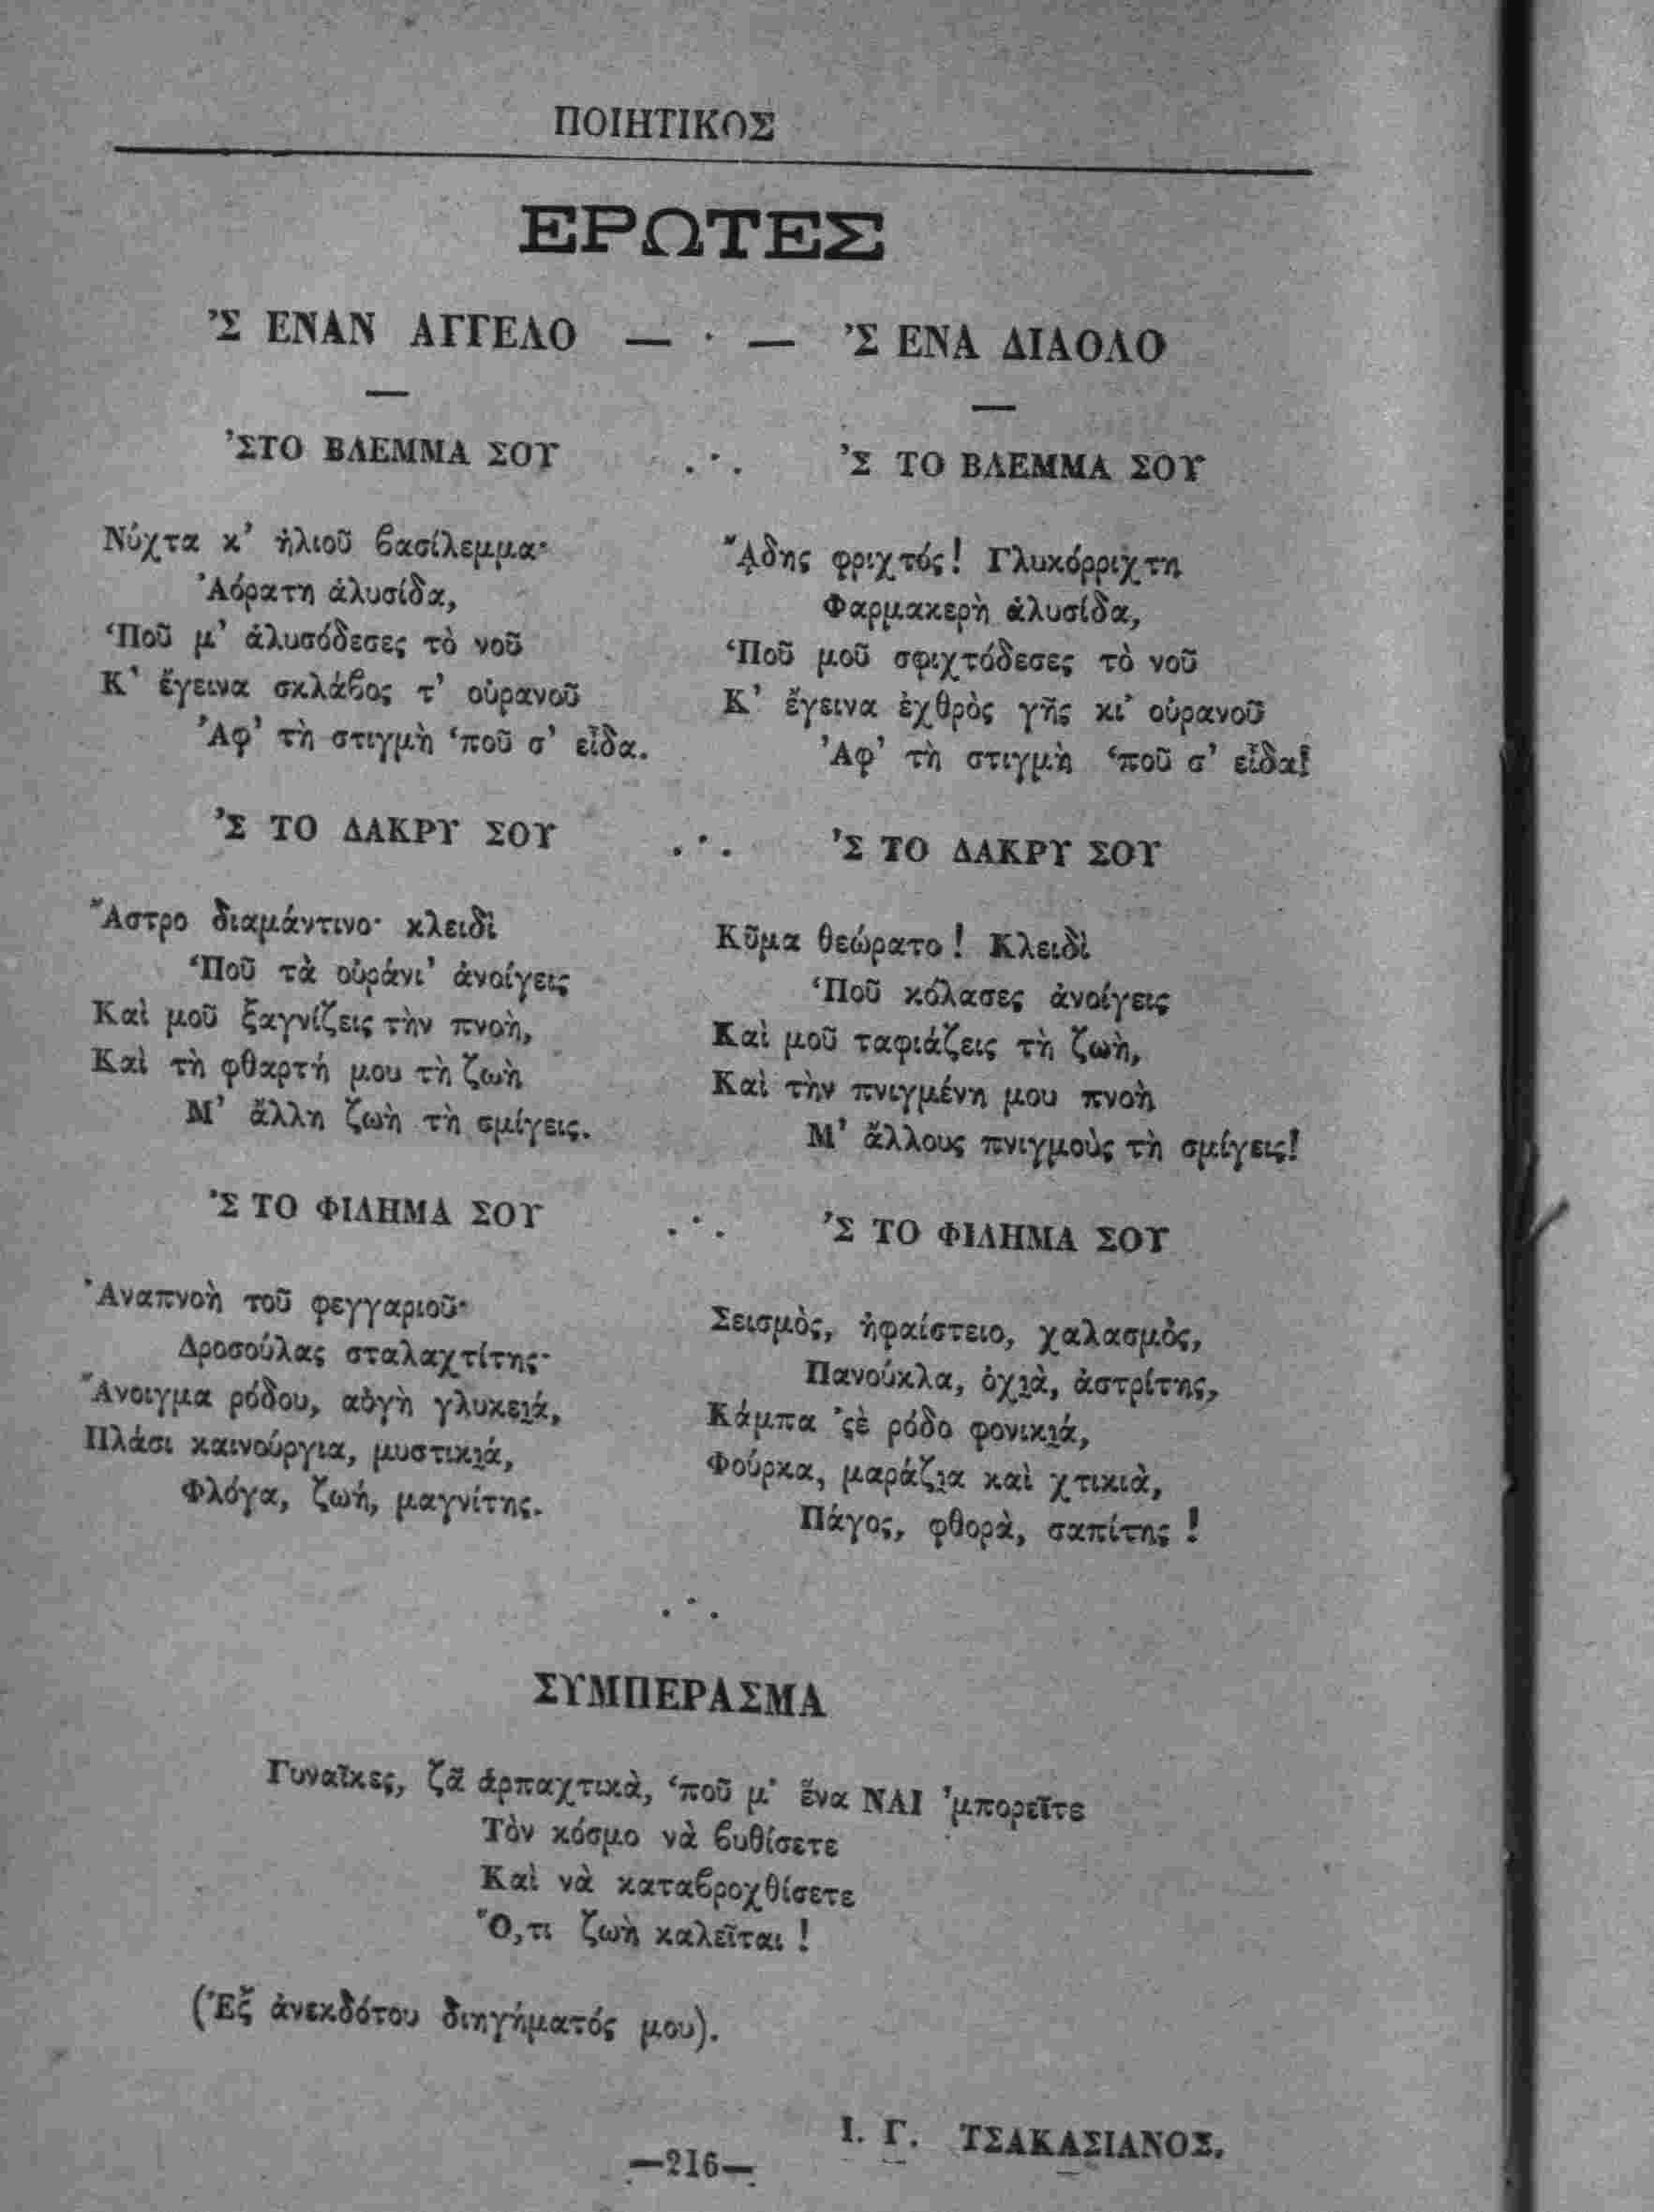 ΠΟΙΗΤΙΚΟΣ
ΕΡΩΤΕΣ
’Σ ΕΝΑΝ ΑΓΓΕΛΟ — · — ’Σ ΕΝΑ ΔΙΑΟΛΟ
’ΣΤΟ ΒΛΕΜΜΑ ΣΟΥ
Νύχτα κ’ ἡλιοῦ βασίλεμμα·
Ἀόρατη ἁλυσίδα,
‘Ποῦ μ’ ἁλυσόδεσες τὸ νοῦ
Κ’ ἔγεινα σκλάβος τ’ οὐρανοῦ
Ἀφ’ τὴ στιγμὴ ‘ποῦ σ’ εἶδα.
’Σ ΤΟ ΔΑΚΡΥ ΣΟΥ
Ἄστρο διαμάντινο· κλειδὶ
‘Ποῦ τὰ οὐράνι’ ἀνοίγεις
Καὶ μοῦ ξαγνίζεις τὴν πνοὴ,
Καὶ τὴ φθαρτή μου τὴ ζωὴ
Μ’ ἄλλη ζωὴ τὴ σμίγεις.
’Σ ΤΟ ΦΙΛΗΜΑ ΣΟΥ
Ἀναπνοὴ τοῦ φεγγαριοῦ·
Δροσούλας σταλαχτίτης·
Ἄνοιγμα ρόδου, αὐγὴ γλυκειά,
Πλάσι καινούργια, μυστικιά,
Φλόγα, ζωή, μαγνίτης.
’Σ ΤΟ ΒΛΕΜΜΑ ΣΟΥ
ᾌδης φριχτός! Γλυκόρριχτη
Φαρμακερὴ ἁλυσίδα,
‘Ποῦ μοῦ σφιχτόδεσες τὸ νοῦ
Κ’ ἔγεινα ἐχθρὸς γῆς κι’ οὐρανοῦ
Ἀφ’ τὴ στιγμὴ ‘ποῦ σ’ εἶδα!
’Σ ΤΟ ΔΑΚΡΥ ΣΟΥ
Κῦμα θεώρατο! Κλειδὶ
‘Ποῦ κόλασες ἀνοίγεις
Καὶ μοῦ ταφιάζεις τὴ ζωὴ,
Καὶ τὴν πνιγμένη μου πνοὴ
Μ’ ἄλλους πνιγμοὺς τὴ σμίγεις!
’Σ ΤΟ ΦΙΛΗΜΑ ΣΟΥ
Σεισμὸς, ἡφαίστειο, χαλασμὸς,
Πανούκλα, ὀχιὰ, ἀστρίτης,
Κάμπα ’ςὲ ρόδο φονικιά,
Φούρκα, μαράζια καὶ χτικιὰ,
Πάγος, φθορὰ, σαπίτης !
ΣΥΜΠΕΡΑΣΜΑ
Γυναῖκες, ζᾶ ἁρπαχτικὰ, ‘ποῦ μ’ ἕνα ΝΑΙ ’μπορεῖτε
Τὸν κόσμο νὰ βυθίσετε
Καὶ νὰ καταβροχθίσετε
Ὅ,τι ζωὴ καλεῖται !
(Ἐξ ἀνεκδότου διηγήματός μου).
Ι. Γ. ΤΣΑΚΑΣΙΑΝΟΣ.
—216—